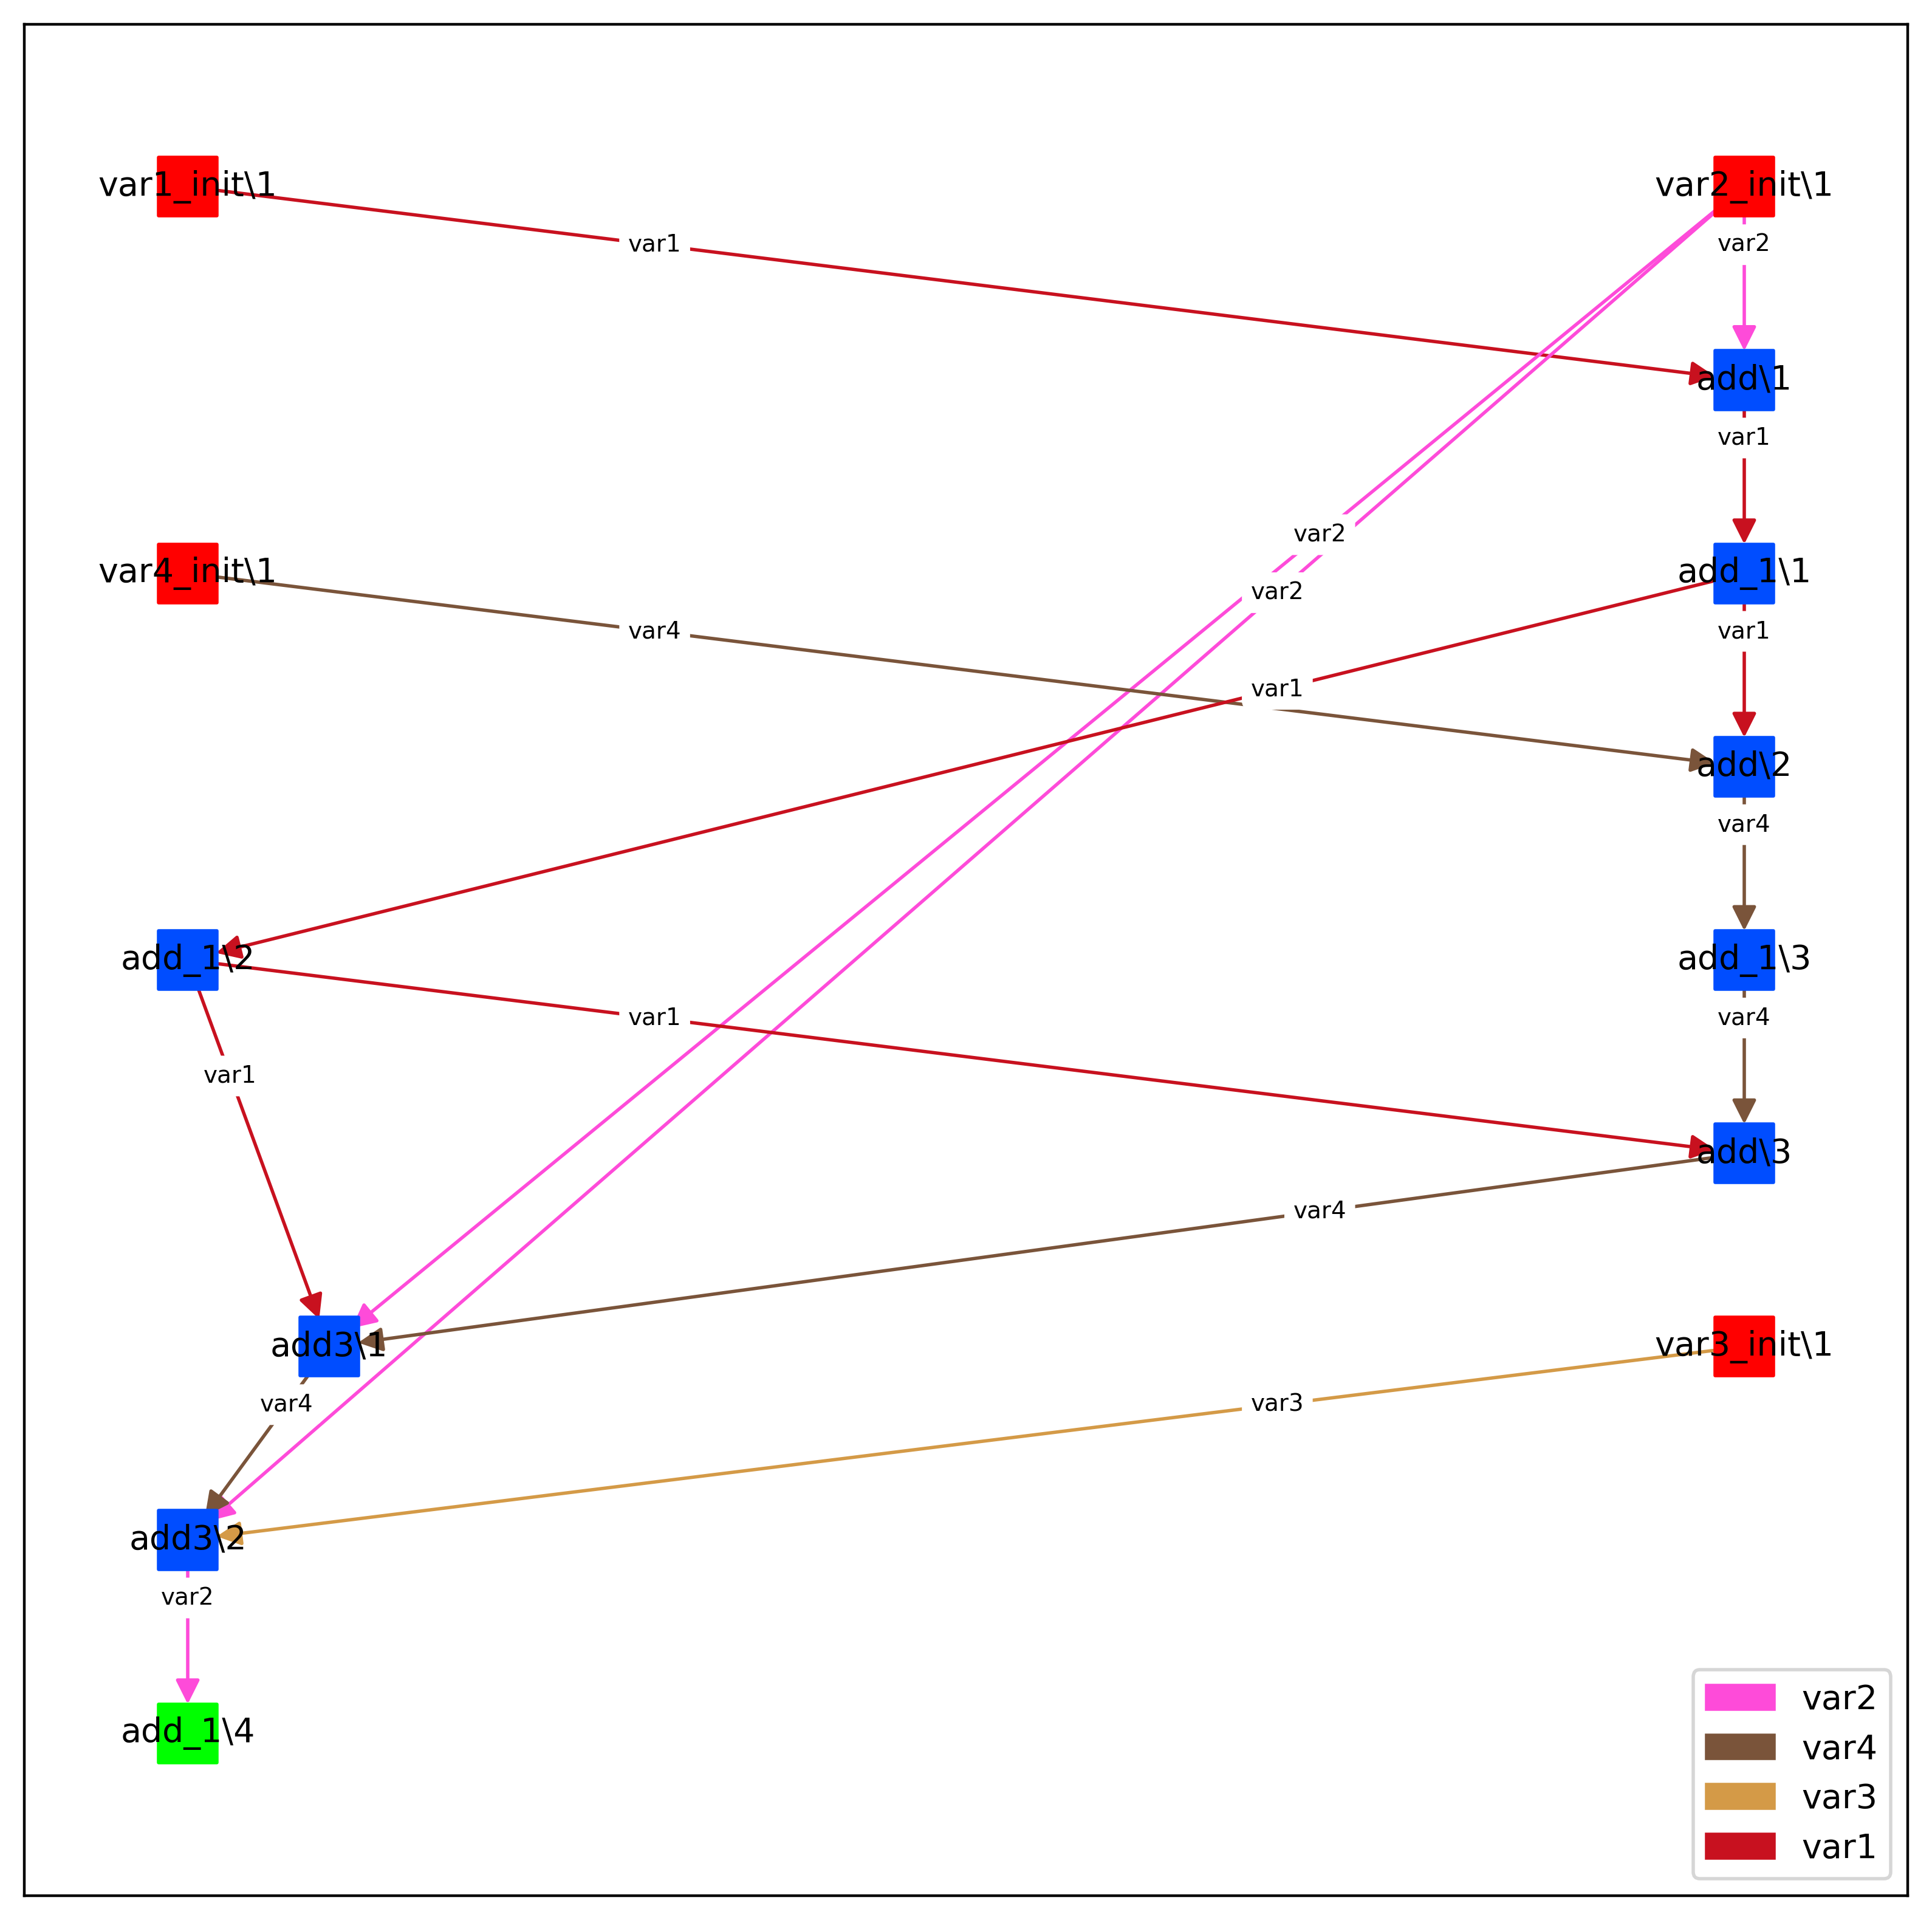 var1_init\1
var2_init\1
var2
var1
add\1
var1
var2
var4_init\1
add_1\1
var2
var4
var1
var1
add\2
var4
add_1\2
add_1\3
var1
var4
var1
add\3
var4
add3\1
var3_init\1
var4
var3
add3\2
var2
add_1\4
var2
var4
var3
var1